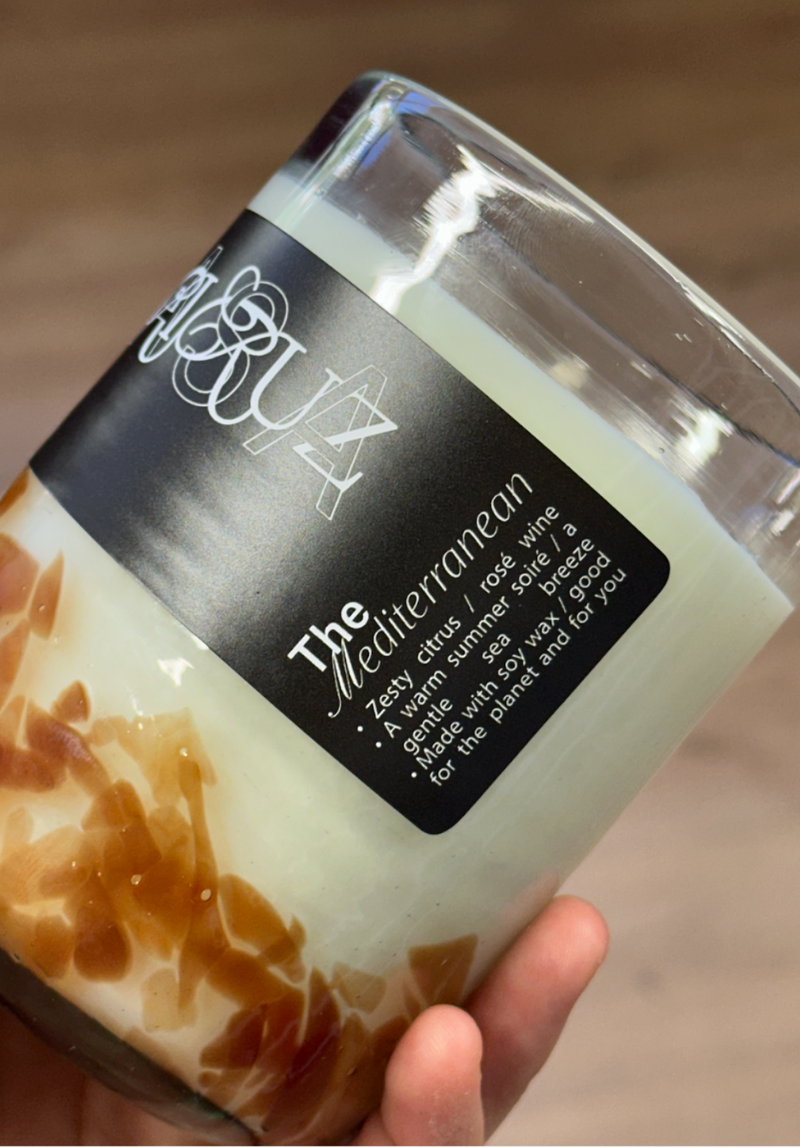 The
Mediterranean
• Zesty citrus / rosé wine
• A warm summer soiré / a
gentle sea breeze
• Made with soy wax / good
for the planet and for you